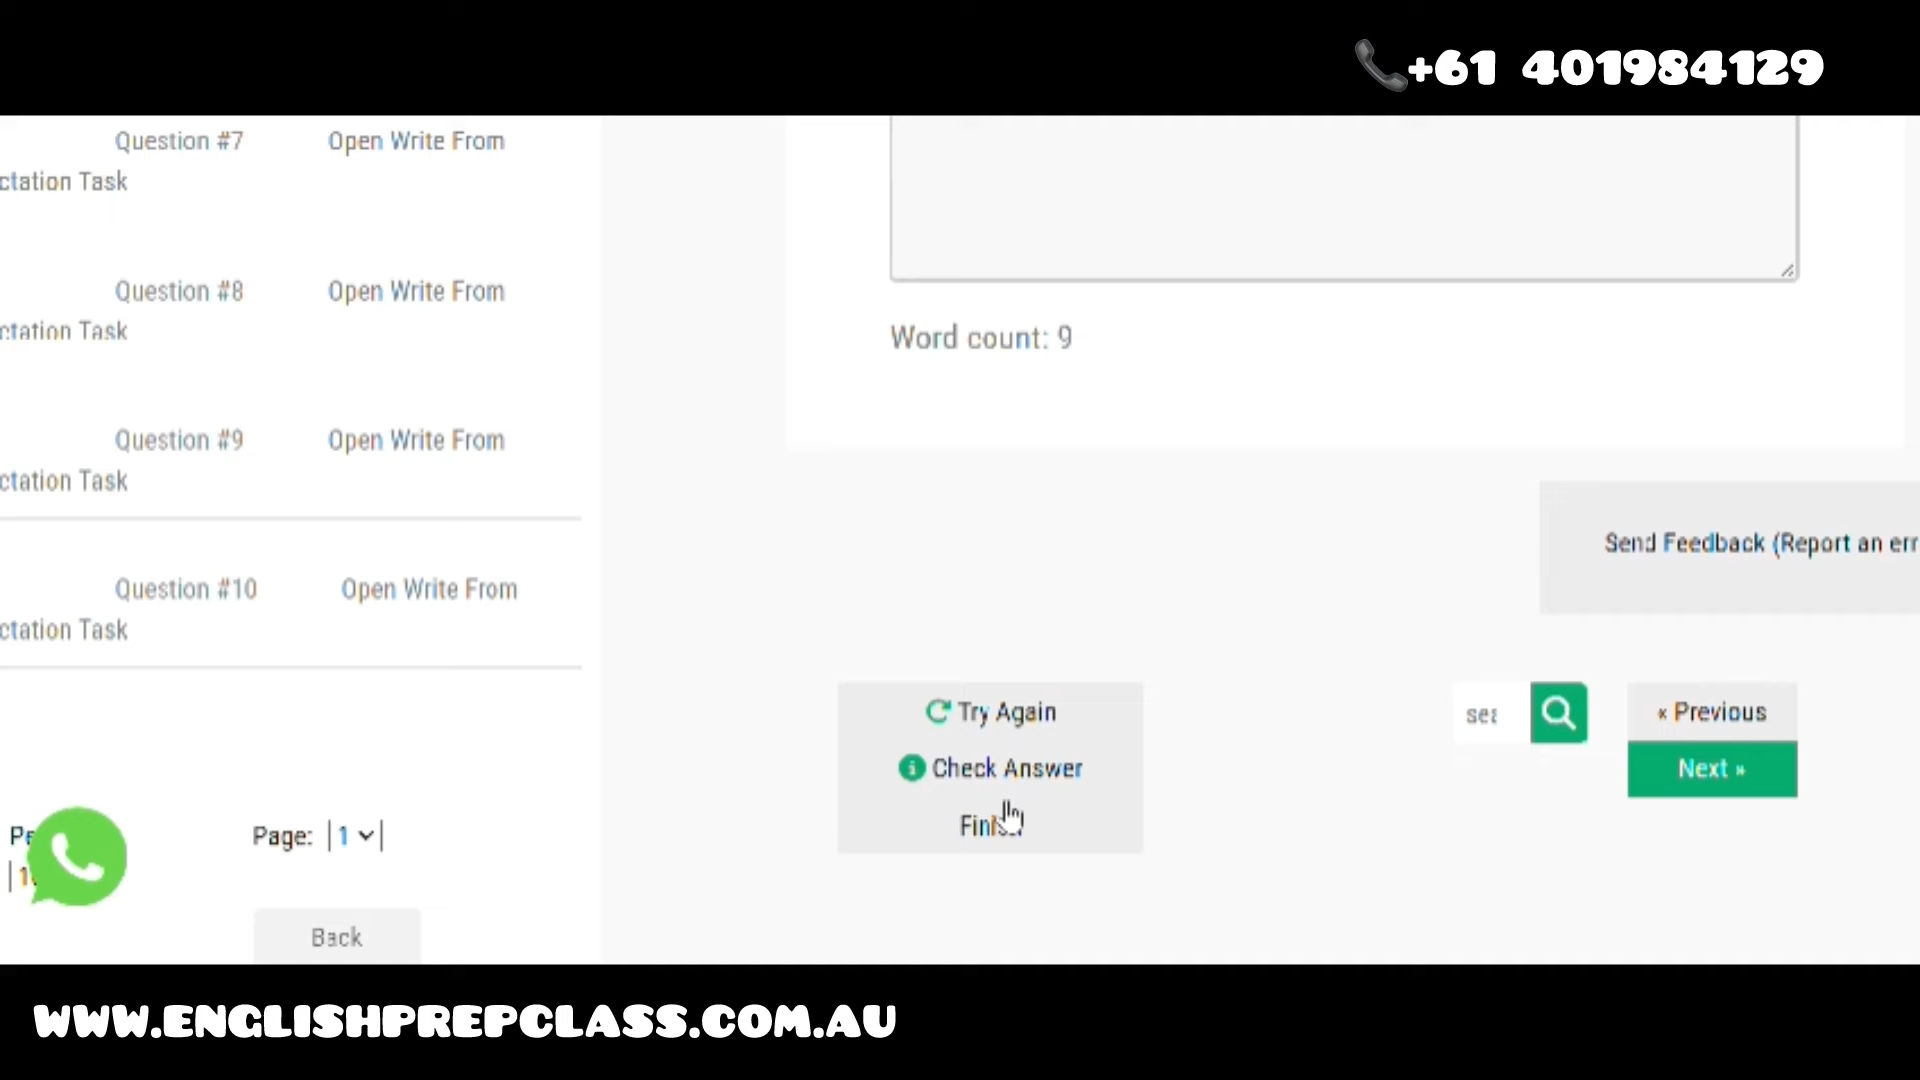 +61 401984129
Question #7 Open Write From
ctation Task
Question #8 Open Write From
ctation Task
Question #9 Open Write From
ctation Task
Question #10 Open Write From
ctation Task
Page: 1
Back
Word count: 9
Send Feedback (Report an err
Try Again
Check Answer
sea
« Previous
Next »
WWW.ENGLISHPREPCLASS.COM.AU